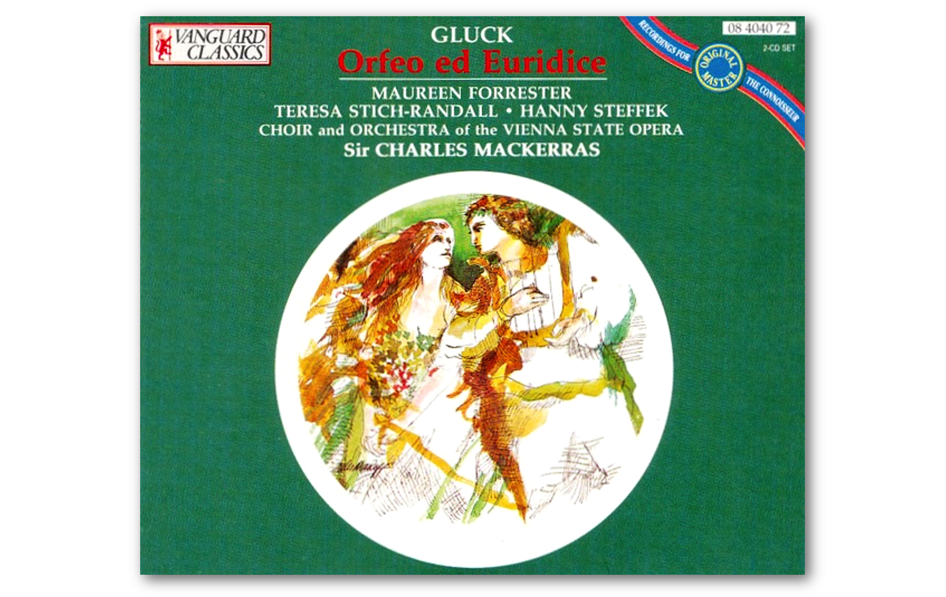 VANGUARD
CLASSICS
GLUCK
Orfeo ed Euridice
MAUREEN FORRESTER
TERESA STICH-RANDALL • HANNY STEFFEK
CHOIR and ORCHESTRA of the VIENNA STATE OPERA
Sir CHARLES MACKERRAS
RECORDINGS FOR
ORIGINAL
MASTER
THE CONNOISSEUR
08 4040 72
2-CD SET